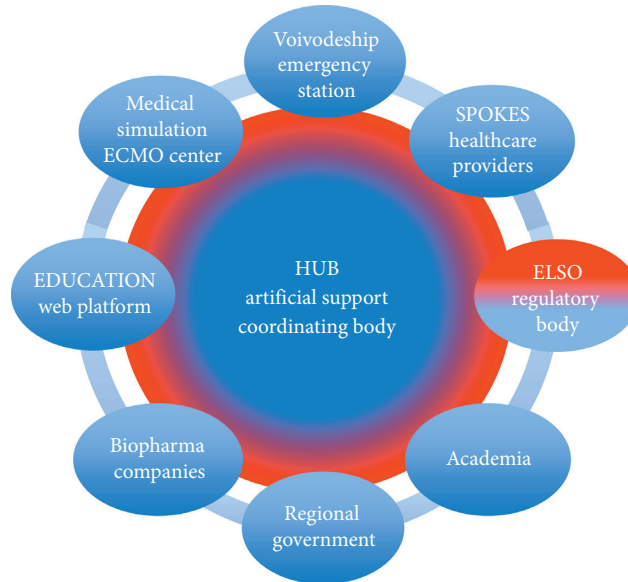 Voivodeship
emergency
station
SPOKES
healthcare
providers
ELSO
regulatory
body
Academia
Regional
government
Biopharma
companies
EDUCATION
web platform
Medical
simulation
ECMO center
HUB
artificial support
coordinating body